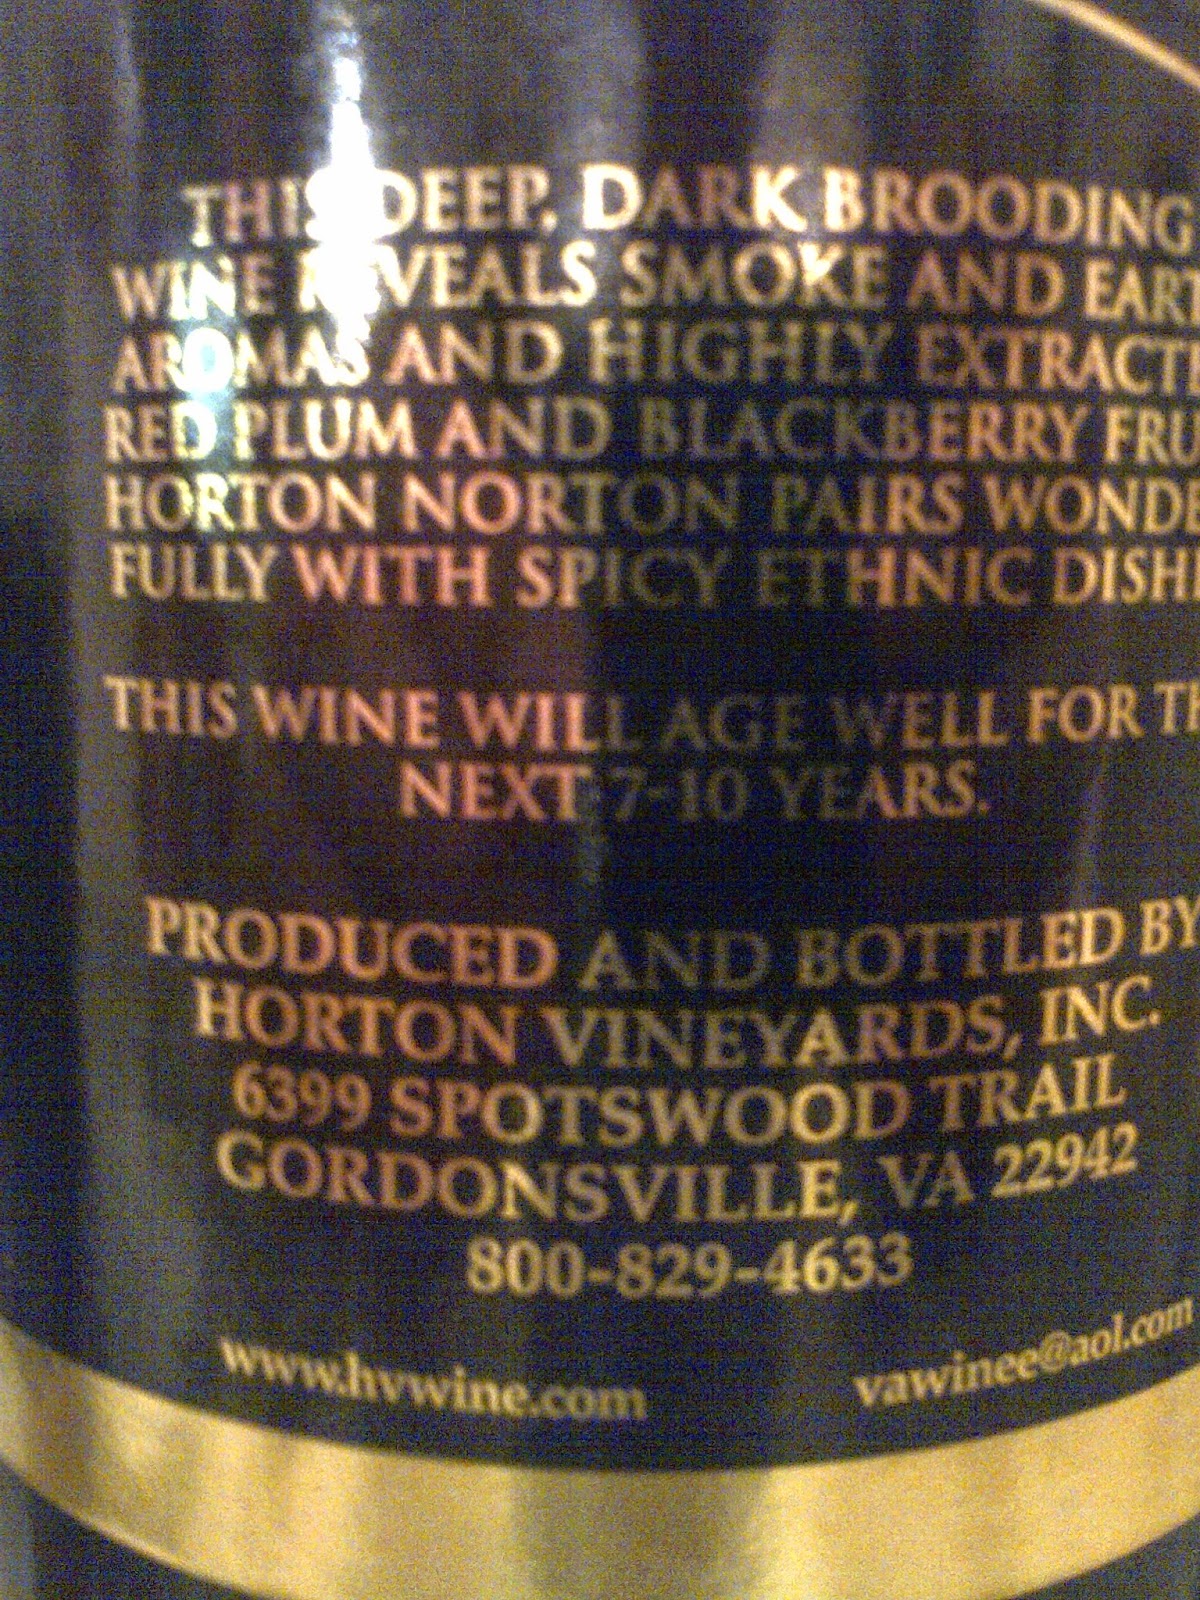 THIS DEEP, DARK BROODING
WINE REVEALS SMOKE AND EART
AROMAS AND HIGHLY EXTRACTE
RED PLUM AND BLACKBERRY FRU
HORTON NORTON PAIRS WONDE
FULLY WITH SPICY ETHNIC DISHE
THIS WINE WILL AGE WELL FOR TH
NEXT 7-10 YEARS.
PRODUCED AND BOTTLED BY
HORTON VINEYARDS, INC.
6399 SPOTSWOOD TRAIL
GORDONSVILLE, VA 22942
800-829-4633
www.hvwine.com vawinee@aol.com